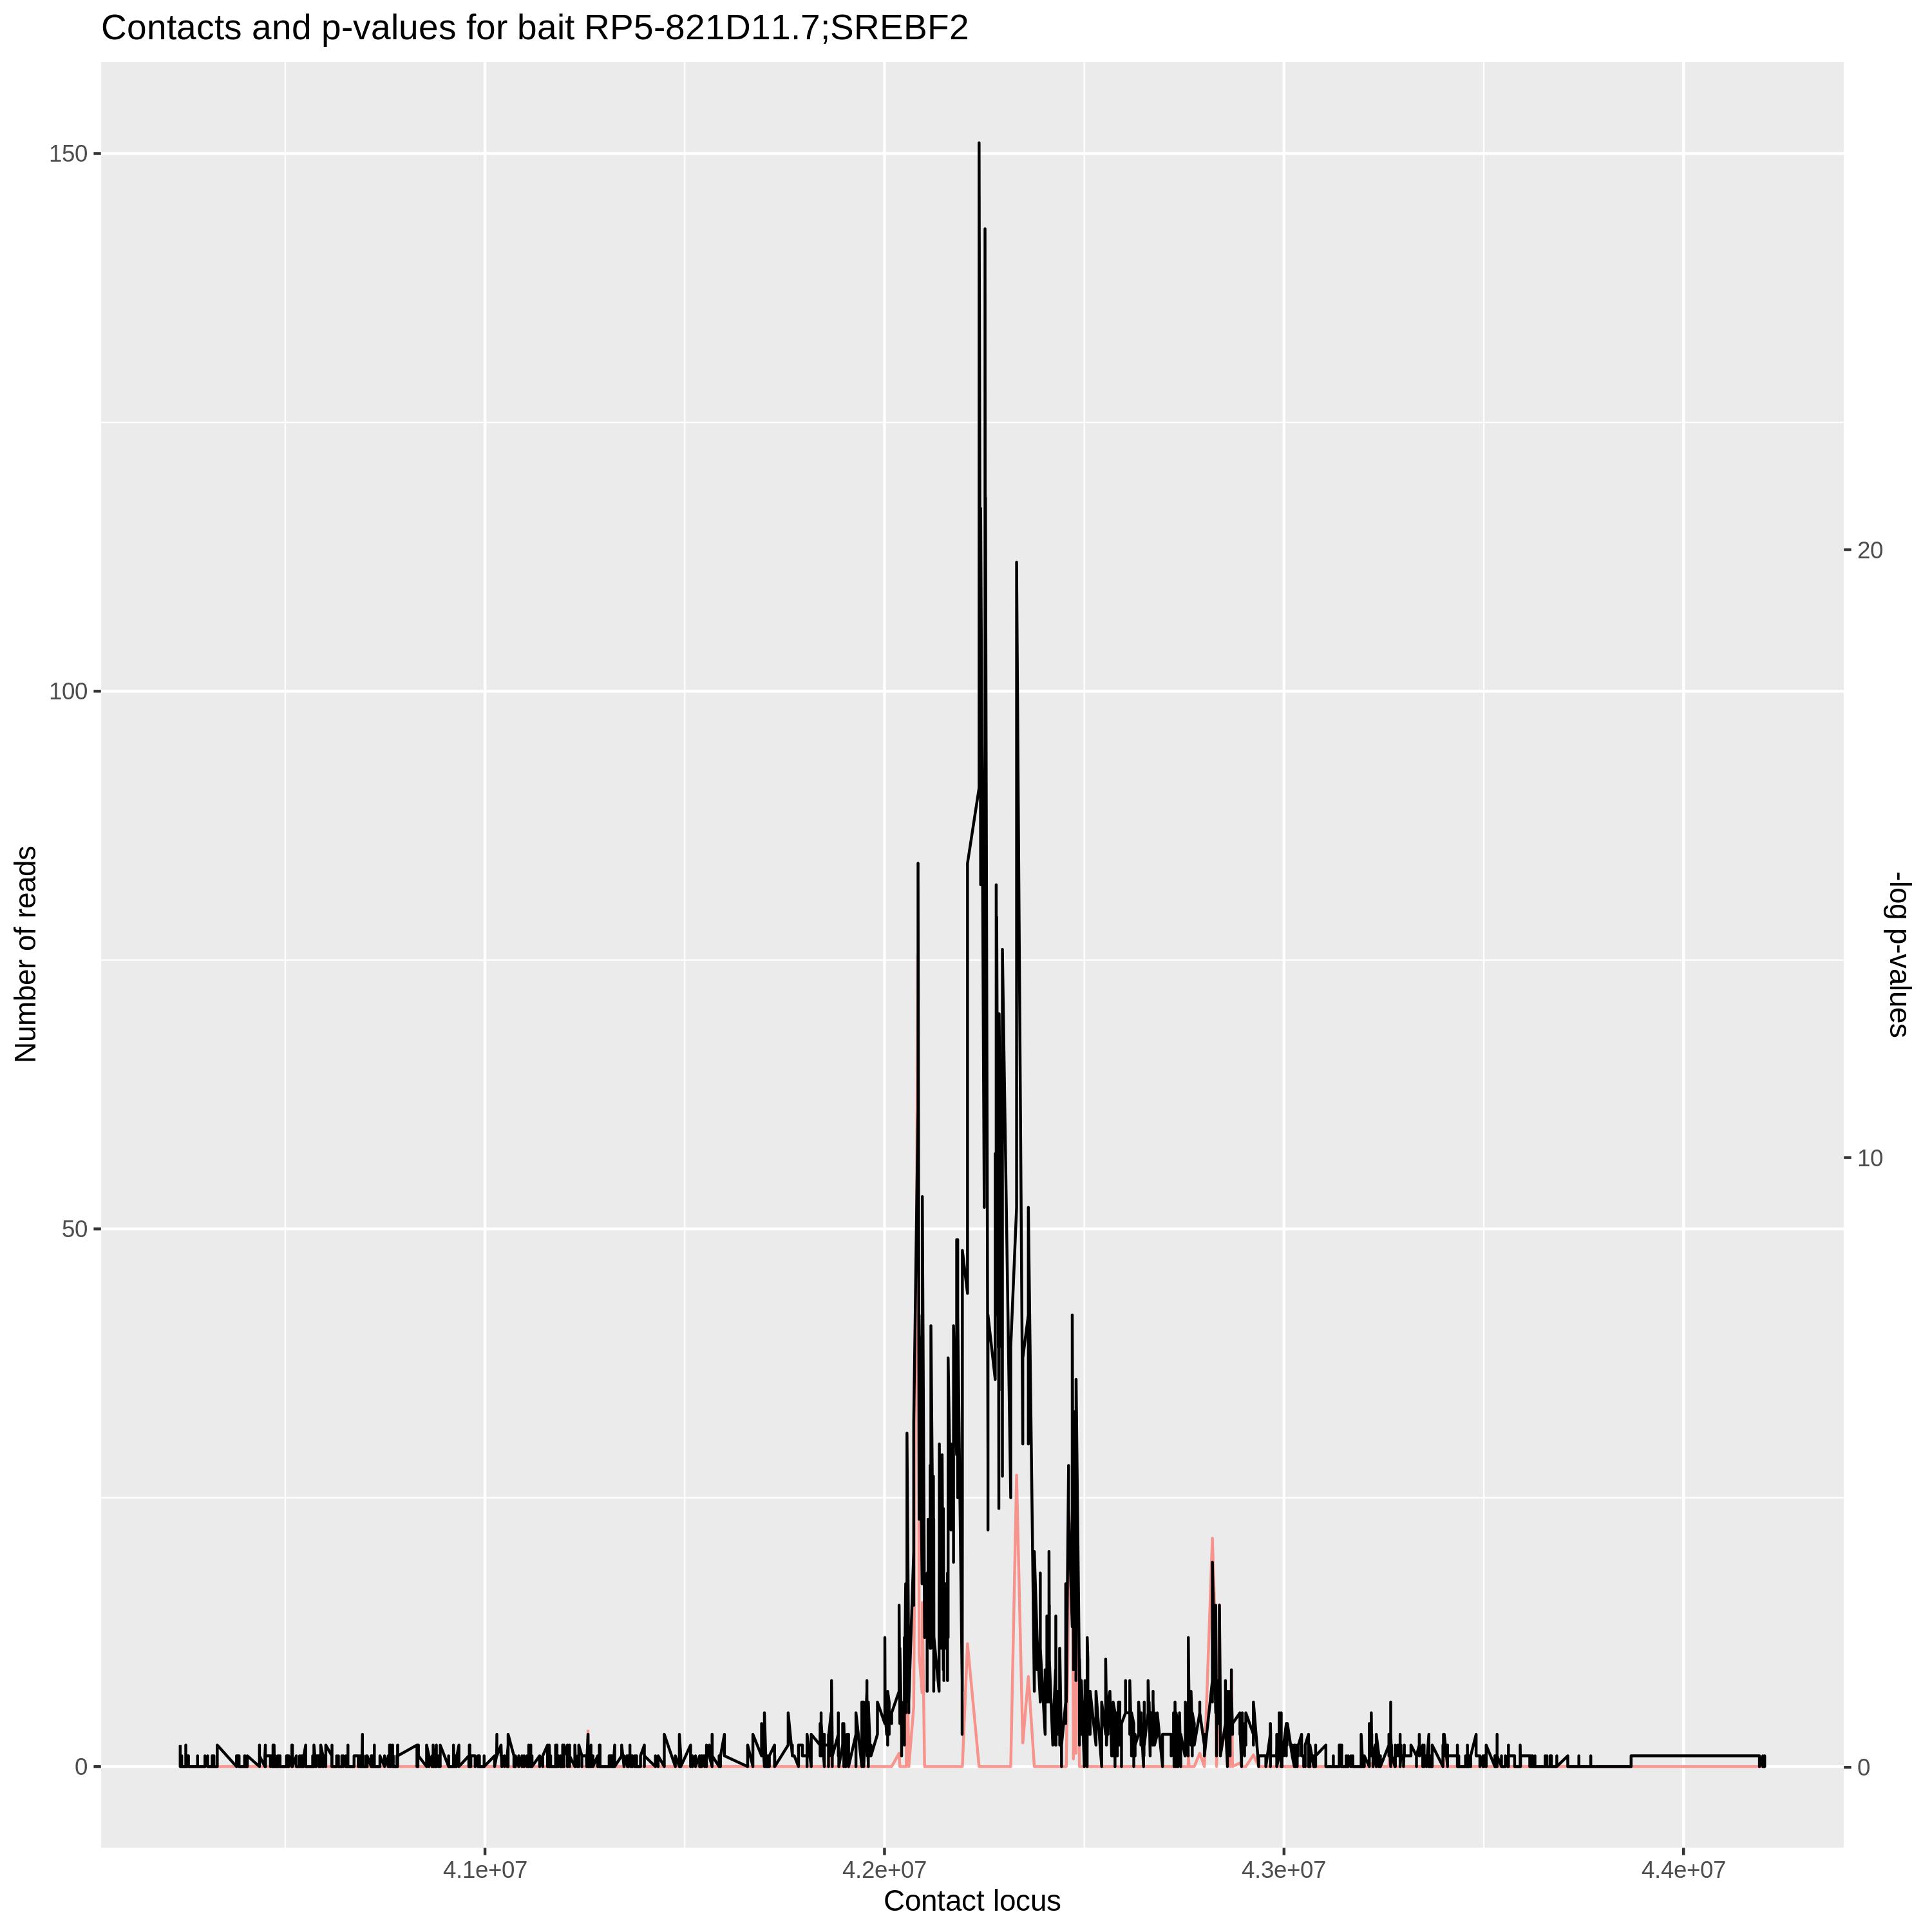 Contacts and p-values for bait RP5-821D11.7;SREBF2
150
100
50
0
Number of reads
20
10
0
-log p-values
4.1e+07 4.2e+07 4.3e+07 4.4e+07
Contact locus